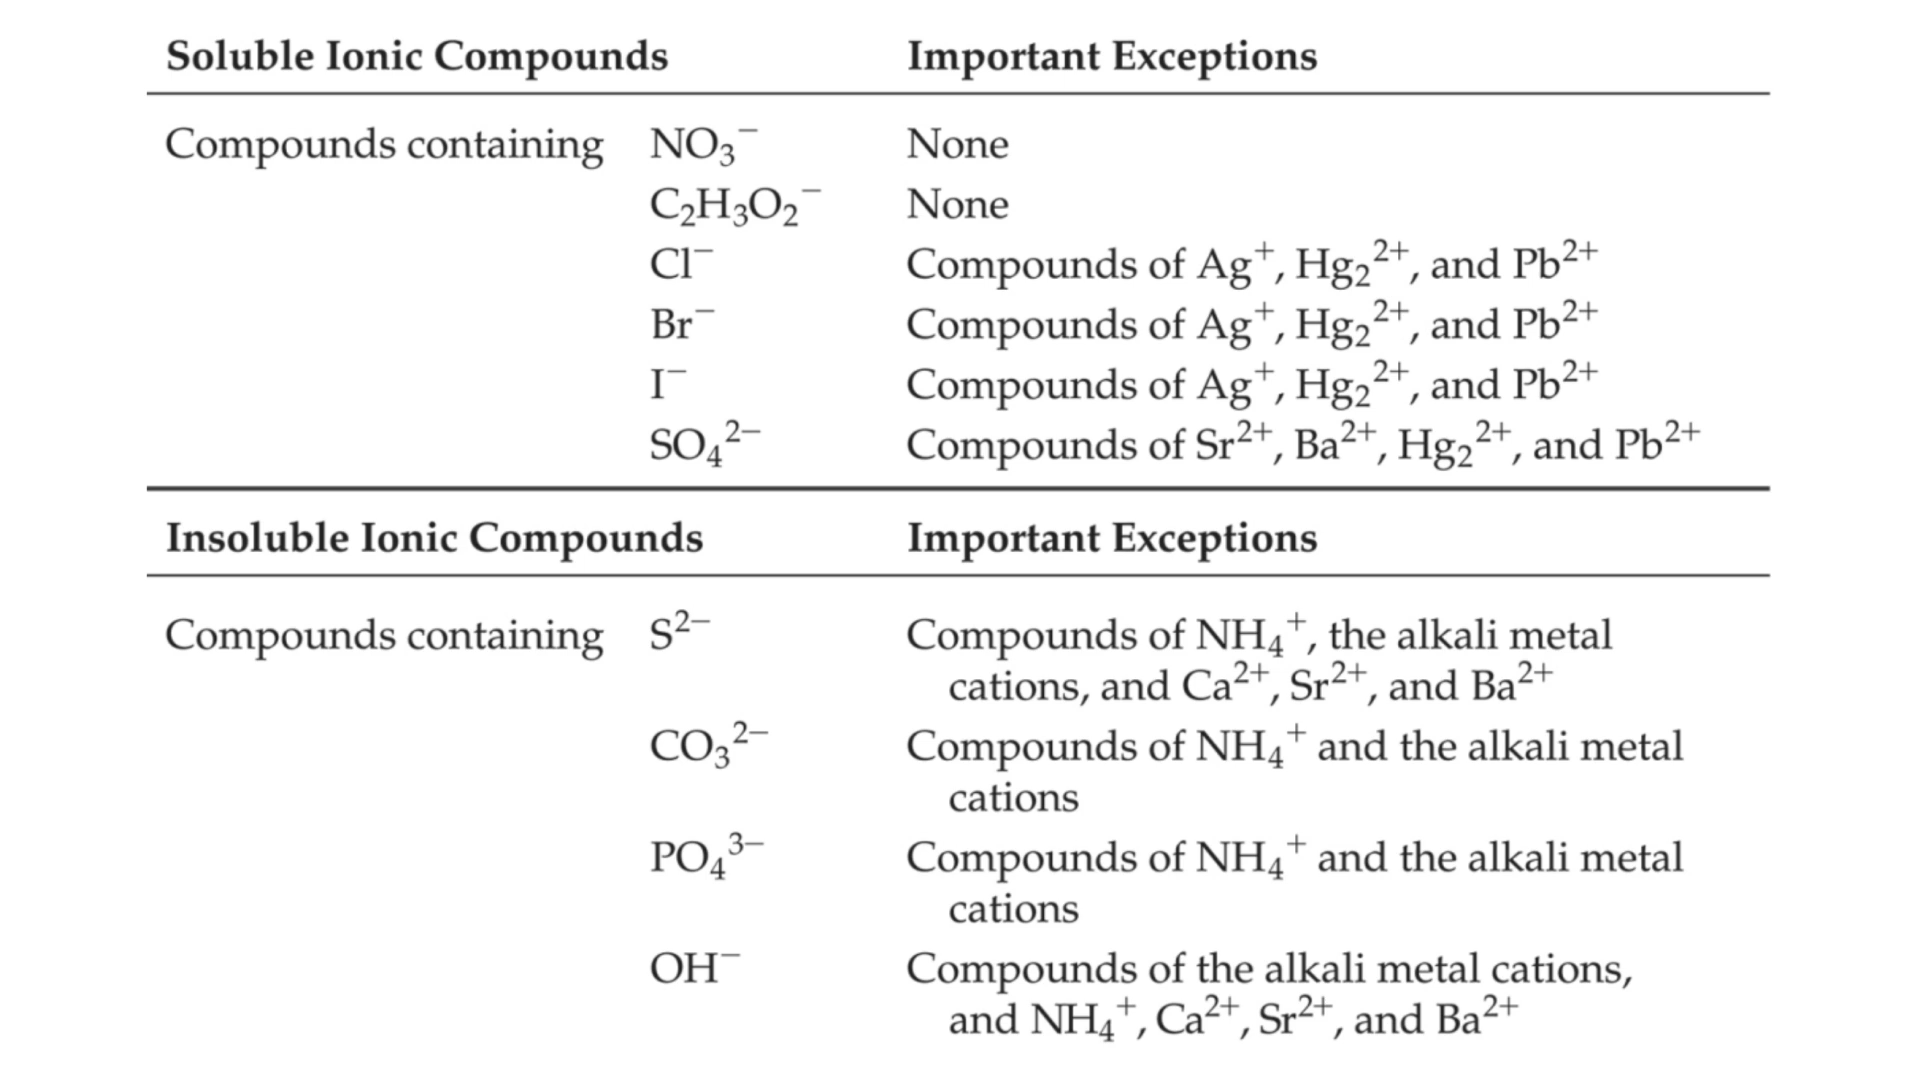 Soluble Ionic Compounds Important Exceptions
Compounds containing NO₃⁻ None
C₂H₃O₂⁻ None
Cl⁻ Compounds of Ag⁺, Hg₂²⁺, and Pb²⁺
Br⁻ Compounds of Ag⁺, Hg₂²⁺, and Pb²⁺
I⁻ Compounds of Ag⁺, Hg₂²⁺, and Pb²⁺
SO₄²⁻ Compounds of Sr²⁺, Ba²⁺, Hg₂²⁺, and Pb²⁺
Insoluble Ionic Compounds Important Exceptions
Compounds containing S²⁻ Compounds of NH₄⁺, the alkali metal
cations, and Ca²⁺, Sr²⁺, and Ba²⁺
CO₃²⁻ Compounds of NH₄⁺ and the alkali metal
cations
PO₄³⁻ Compounds of NH₄⁺ and the alkali metal
cations
OH⁻ Compounds of the alkali metal cations,
and NH₄⁺, Ca²⁺, Sr²⁺, and Ba²⁺